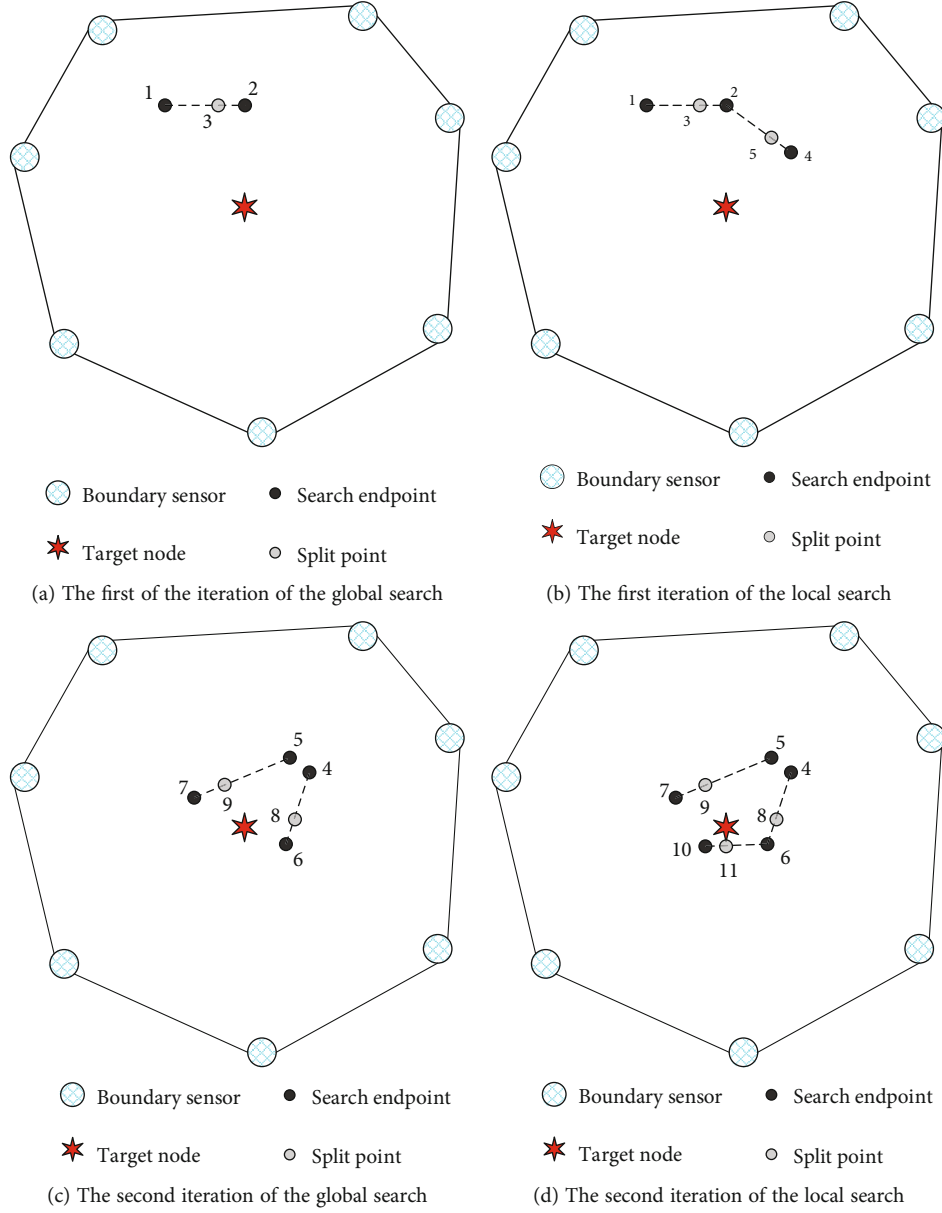 1 2
3
Boundary sensor Search endpoint
Target node Split point
(a) The first of the iteration of the global search
1 2
3
5 4
Boundary sensor Search endpoint
Target node Split point
(b) The first iteration of the local search
5
4
7
9
8
6
Boundary sensor Search endpoint
Target node Split point
(c) The second iteration of the global search
5
4
7
9
8
10
11
6
Boundary sensor Search endpoint
Target node Split point
(d) The second iteration of the local search